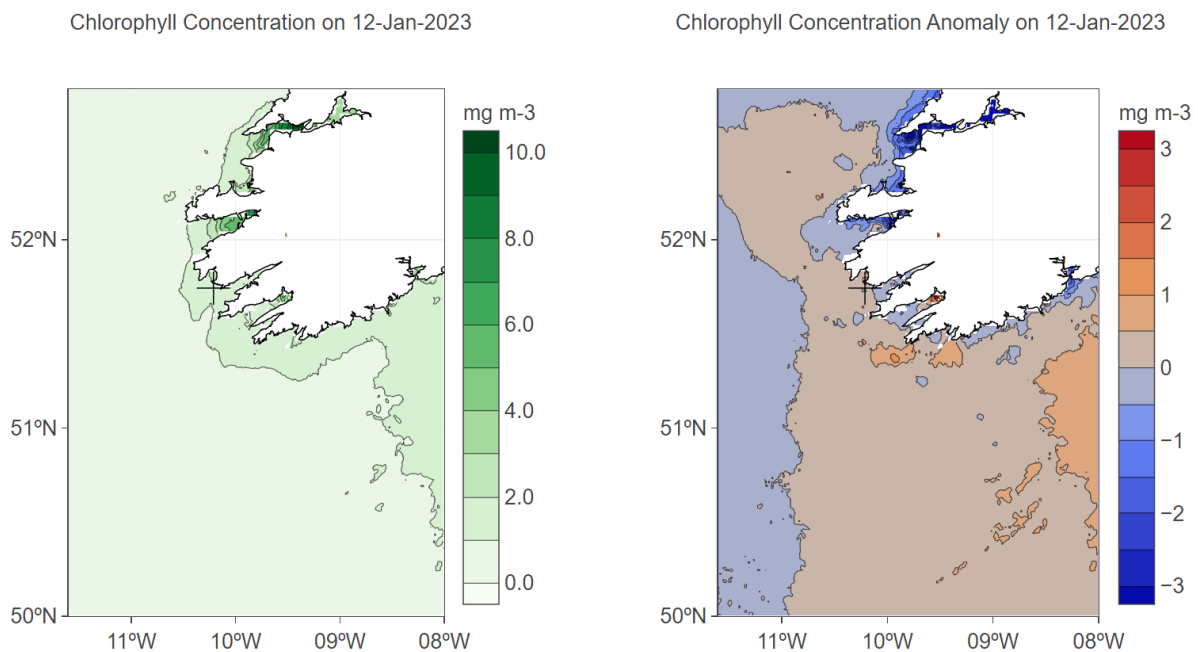 Chlorophyll Concentration on 12-Jan-2023
mg m-3
10.0
8.0
6.0
4.0
2.0
0.0
52ºN
51ºN
50ºN
11ºW
10ºW
09ºW
08ºW
Chlorophyll Concentration Anomaly on 12-Jan-2023
mg m-3
3
2
1
0
−1
−2
−3
52ºN
51ºN
50ºN
11ºW
10ºW
09ºW
08ºW